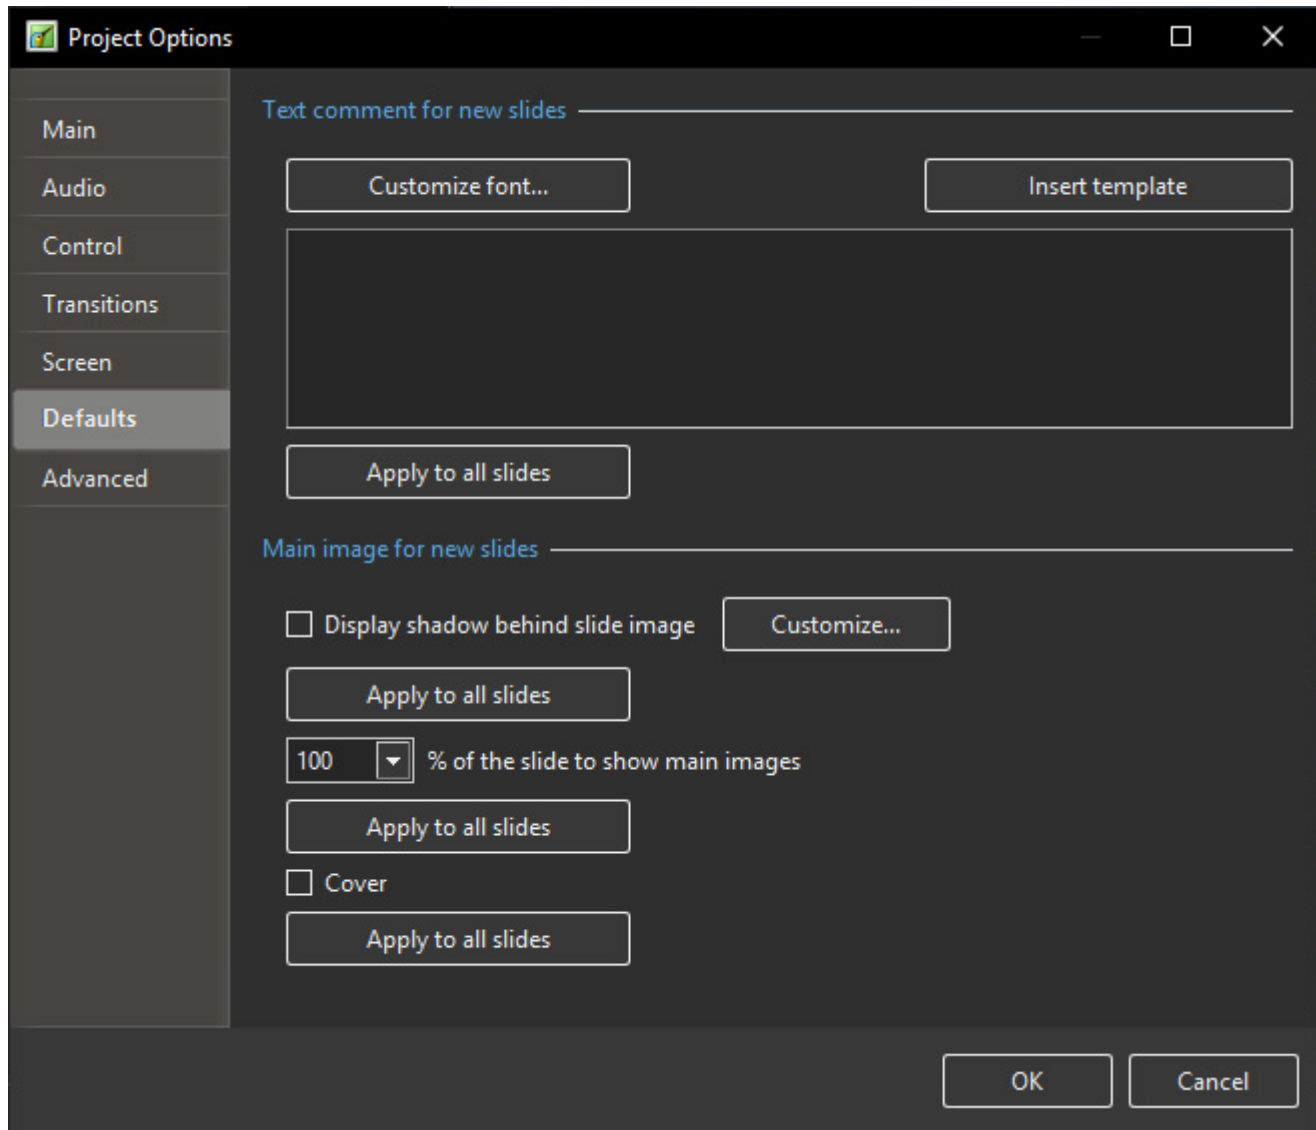 Project Options
Main
Audio
Control
Transitions
Screen
Defaults
Advanced
Text comment for new slides
Customize font... Insert template
Apply to all slides
Main image for new slides
Display shadow behind slide image Customize...
Apply to all slides
100 % of the slide to show main images
Apply to all slides
Cover
Apply to all slides
OK Cancel